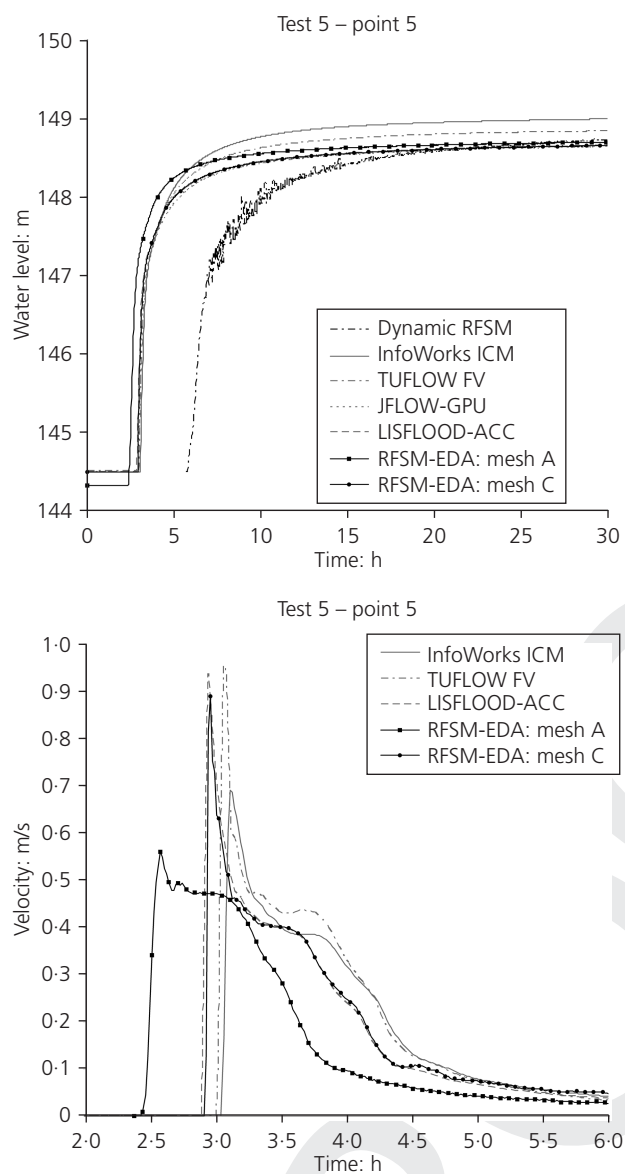 Test 5 – point 5
150
149
148
147
146
145
144
Water level: m
Dynamic RFSM
InfoWorks ICM
TUFLOW FV
JFLOW-GPU
LISFLOOD-ACC
RFSM-EDA: mesh A
RFSM-EDA: mesh C
0 5 10 15 20 25 30
Time: h
Test 5 – point 5
1·0
0·9
0·8
0·7
0·6
0·5
0·4
0·3
0·2
0·1
0
Velocity: m/s
InfoWorks ICM
TUFLOW FV
LISFLOOD-ACC
RFSM-EDA: mesh A
RFSM-EDA: mesh C
2·0 2·5 3·0 3·5 4·0 4·5 5·0 5·5 6·0
Time: h